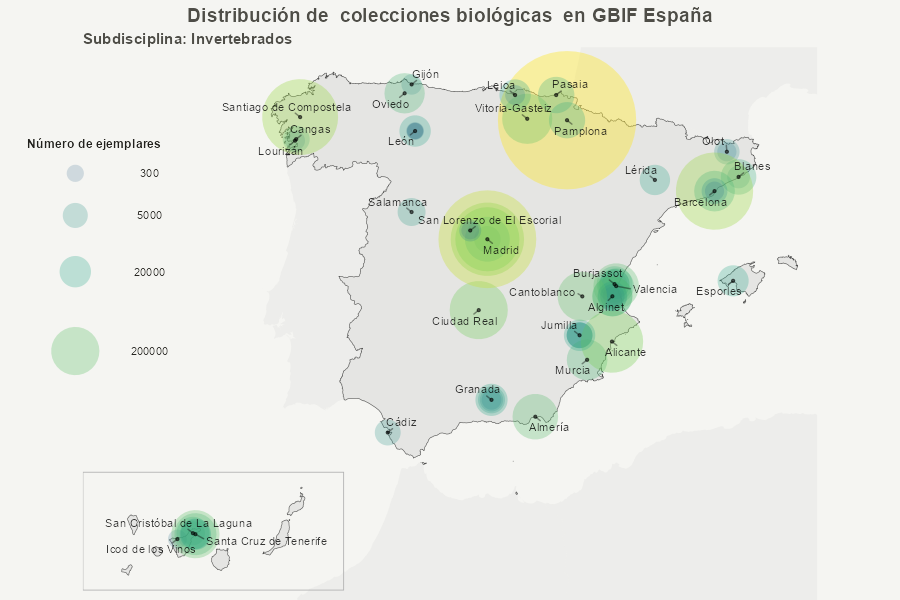 Distribución de  colecciones biológicas  en GBIF España
Subdisciplina: Invertebrados
Número de ejemplares
300
5000
20000
200000
Gijón
Oviedo
León
Santiago de Compostela
Cangas
Lourizán
Leioa
Pasaia
Vitoria-Gasteiz
Pamplona
Olot
Blanes
Lérida
Barcelona
Salamanca
San Lorenzo de El Escorial
Madrid
Burjassot
Cantoblanco
Valencia
Alginet
Esporles
Ciudad Real
Jumilla
Alicante
Murcia
Granada
Almería
Cádiz
San Cristóbal de La Laguna
Santa Cruz de Tenerife
Icod de los Vinos